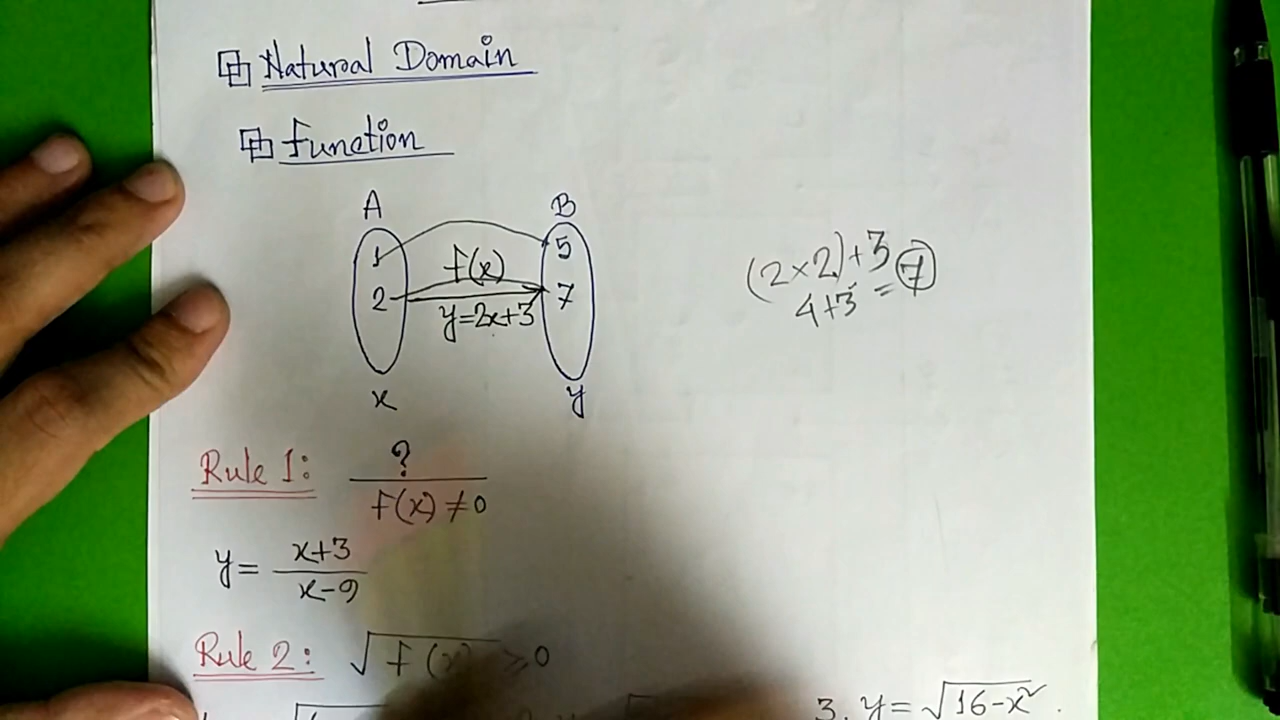 Natural Domain
Function
A B
1 5
f(x)
2 7
y=2x+3
x y
(2×2)+3
4+3 = 7
Rule 1: ?/f(x)≠0
y = x+3/x-9
Rule 2: √f(x) ≥ 0
3. y = √16-x²